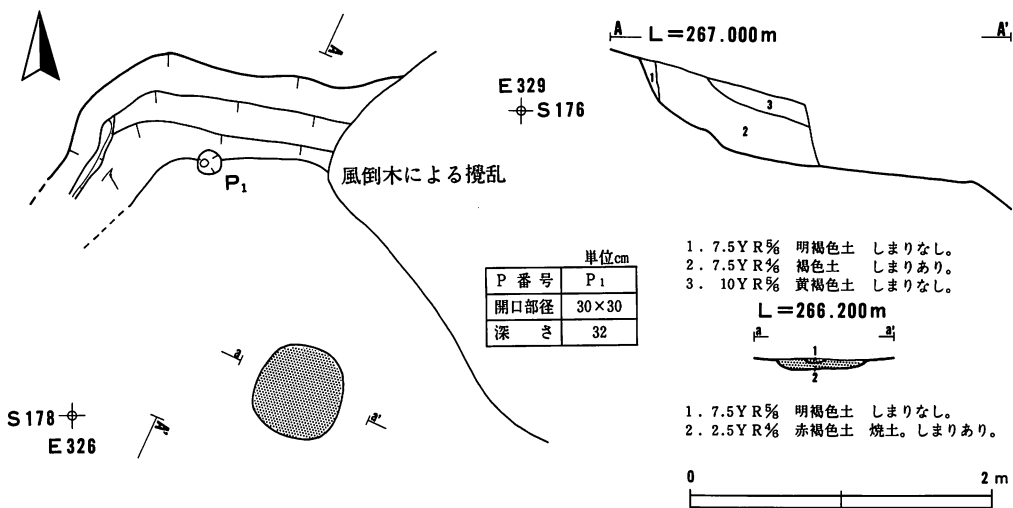 A
A L=267.000m A'
E329
S176
1
2
3
P1
風倒木による攪乱
単位cm
P 番 号 P1
開口部径 30×30
深 さ 32
1. 7.5YR5/6 明褐色土 しまりなし。
2. 7.5YR4/6 褐色土 しまりあり。
3. 10YR5/6 黄褐色土 しまりなし。
L=266.200m
a a'
1
2
a
a'
S178
E326
A'
1. 7.5YR5/6 明褐色土 しまりなし。
2. 2.5YR4/6 赤褐色土 焼土。しまりあり。
0 2 m